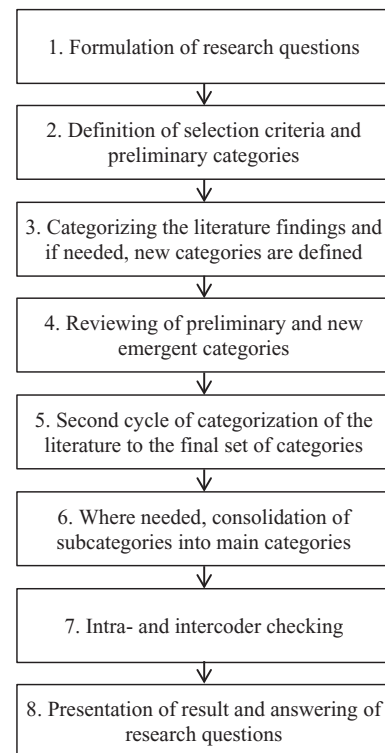 1. Formulation of research questions
2. Definition of selection criteria and
preliminary categories
3. Categorizing the literature findings and
if needed, new categories are defined
4. Reviewing of preliminary and new
emergent categories
5. Second cycle of categorization of the
literature to the final set of categories
6. Where needed, consolidation of
subcategories into main categories
7. Intra- and intercoder checking
8. Presentation of result and answering of
research questions